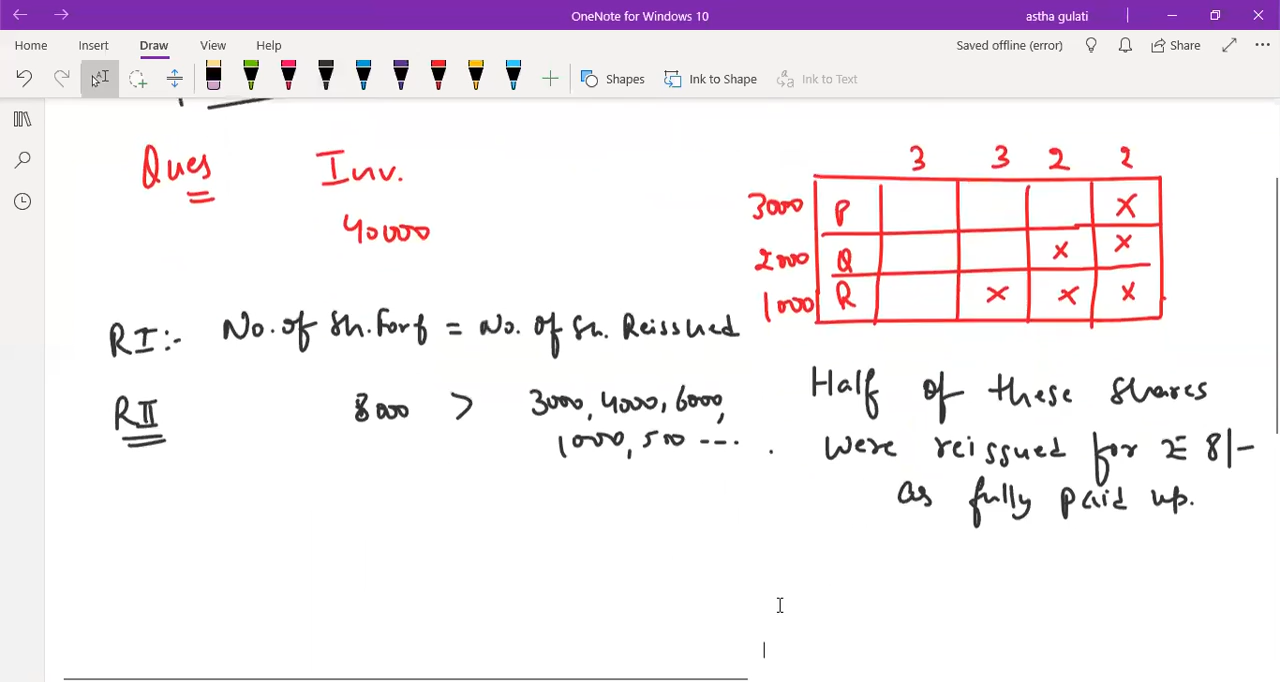 OneNote for Windows 10
astha gulati
Home Insert Draw View Help
Saved offline (error) Share
Shapes Ink to Shape Ink to Text
Ques Inv.
40000
3 3 2 2
3000 P X
2000 Q X X
1000 R X X X
RI:- No. of Sh. Forf = No. of Sh. Reissued
RII 8000 > 3000, 4000, 6000,
1000, 500 ---.
Half of these shares
were reissued for ₹ 8/-
as fully paid up.